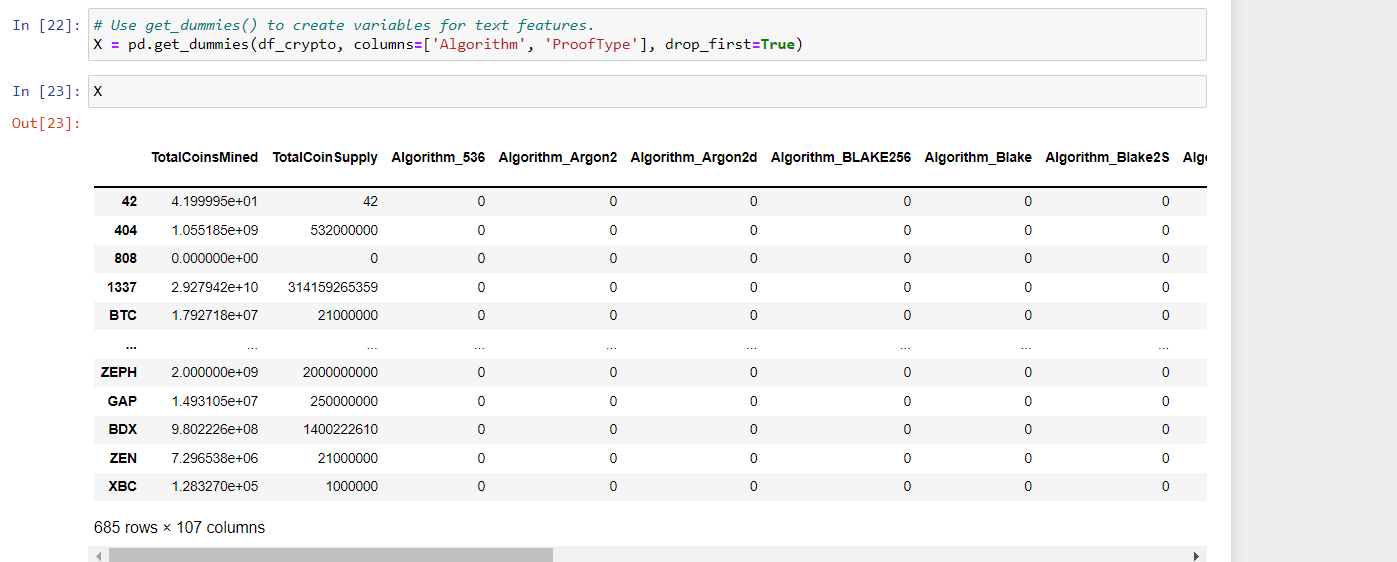 In [22]: # Use get_dummies() to create variables for text features.
X = pd.get_dummies(df_crypto, columns=['Algorithm', 'ProofType'], drop_first=True)
In [23]: X
Out[23]:
TotalCoinsMined TotalCoinSupply Algorithm_536 Algorithm_Argon2 Algorithm_Argon2d Algorithm_BLAKE256 Algorithm_Blake Algorithm_Blake2S Algo
42 4.199995e+01 42 0 0 0 0 0 0
404 1.055185e+09 532000000 0 0 0 0 0 0
808 0.000000e+00 0 0 0 0 0 0 0
1337 2.927942e+10 314159265359 0 0 0 0 0 0
BTC 1.792718e+07 21000000 0 0 0 0 0 0
... ... ... ... ... ... ... ... ...
ZEPH 2.000000e+09 2000000000 0 0 0 0 0 0
GAP 1.493105e+07 250000000 0 0 0 0 0 0
BDX 9.802226e+08 1400222610 0 0 0 0 0 0
ZEN 7.296538e+06 21000000 0 0 0 0 0 0
XBC 1.283270e+05 1000000 0 0 0 0 0 0
685 rows × 107 columns